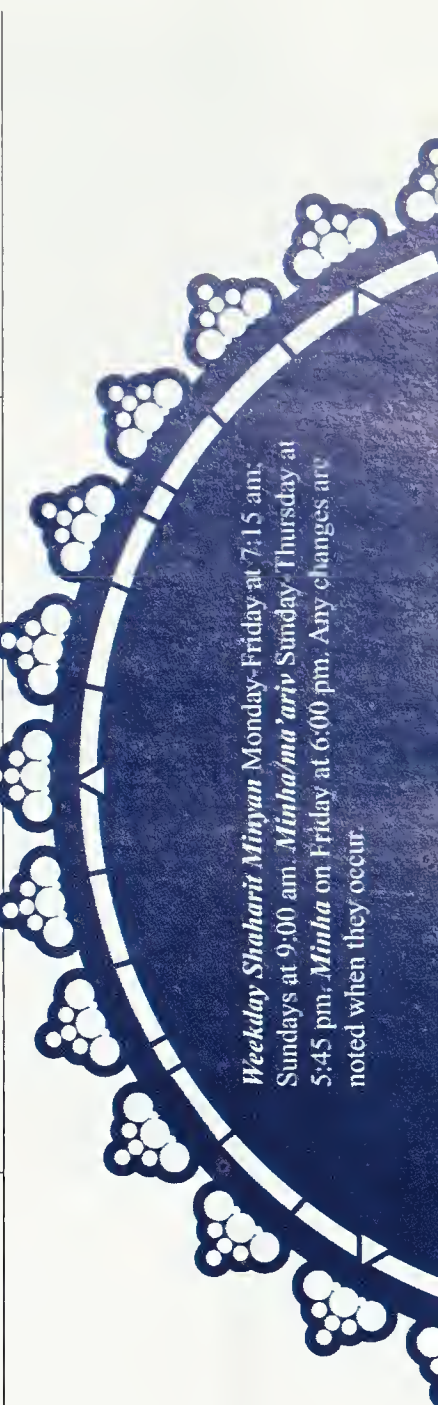 Weekday Shaharit Minyan Monday-Friday at 7:15 am;
Sundays at 9:00 am. Minha/ma'ariv Sunday-Thursday at
5:45 pm. Minha on Friday at 6:00 pm. Any changes are
noted when they occur.